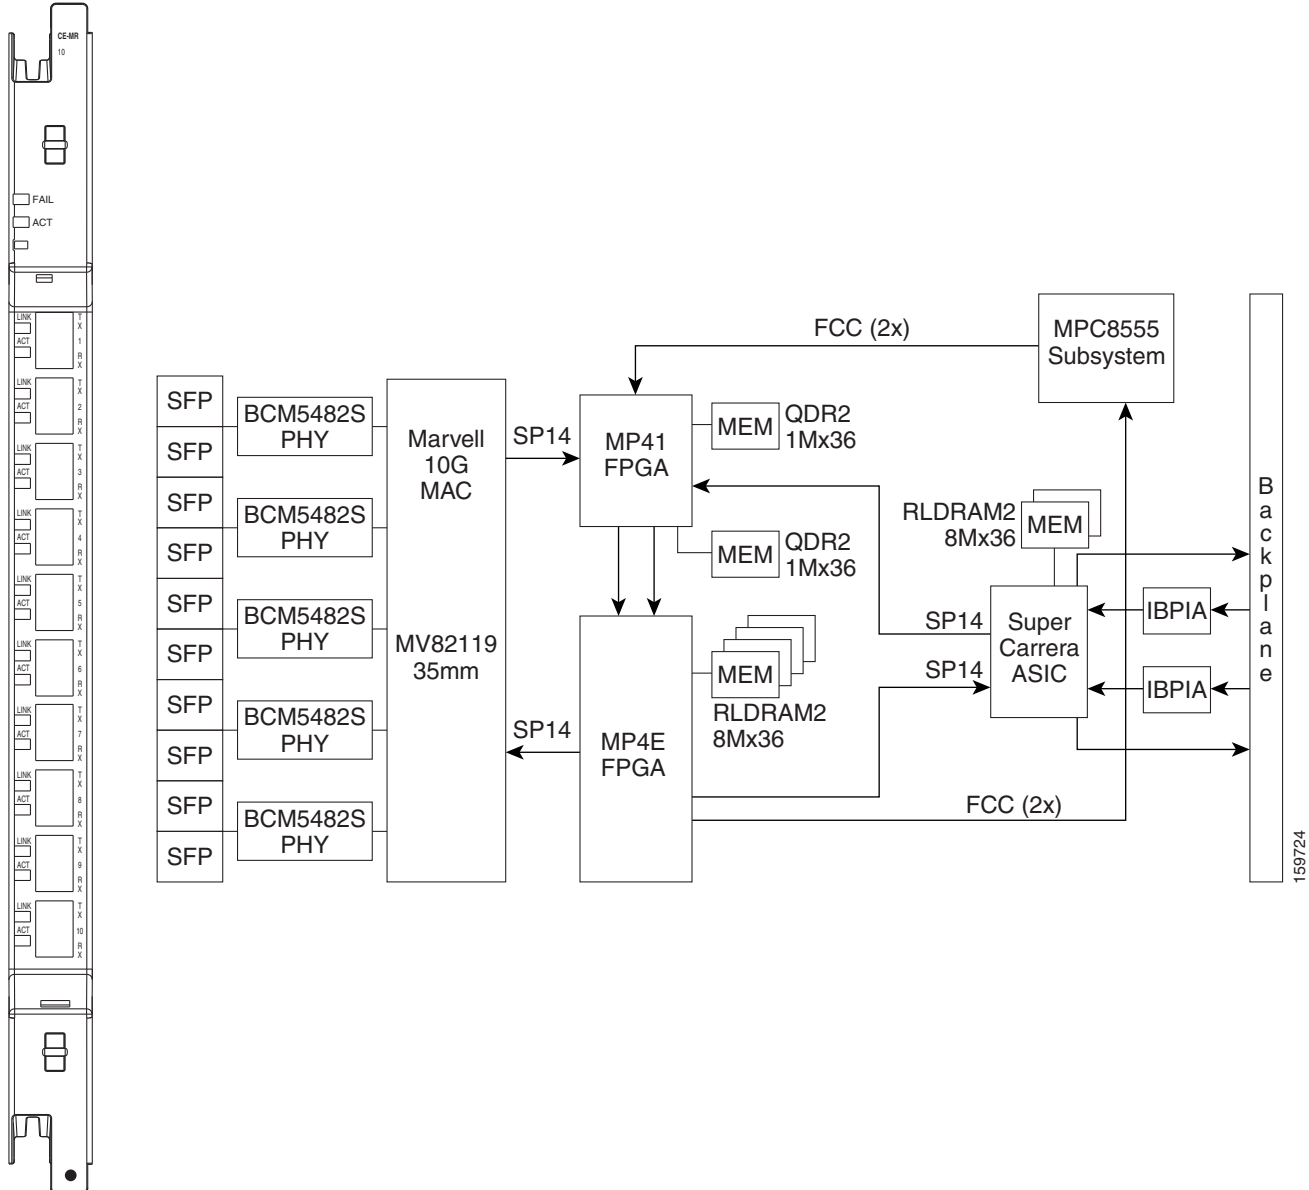 CE-MR
10
FAIL
ACT
LINK
ACT
TX
1
RX
LINK
ACT
TX
2
RX
LINK
ACT
TX
3
RX
LINK
ACT
TX
4
RX
LINK
ACT
TX
5
RX
LINK
ACT
TX
6
RX
LINK
ACT
TX
7
RX
LINK
ACT
TX
8
RX
LINK
ACT
TX
9
RX
LINK
ACT
TX
10
RX
SFP
SFP
SFP
SFP
SFP
SFP
SFP
SFP
SFP
SFP
BCM5482S
PHY
BCM5482S
PHY
BCM5482S
PHY
BCM5482S
PHY
BCM5482S
PHY
Marvell
10G
MAC
MV82119
35mm
SP14
SP14
MP41
FPGA
MP4E
FPGA
FCC (2x)
MEM
QDR2
1Mx36
MEM
QDR2
1Mx36
MEM
RLDRAM2
8Mx36
MPC8555
Subsystem
RLDRAM2
8Mx36
MEM
SP14
SP14
Super
Carrera
ASIC
FCC (2x)
IBPIA
IBPIA
Backplane
159724